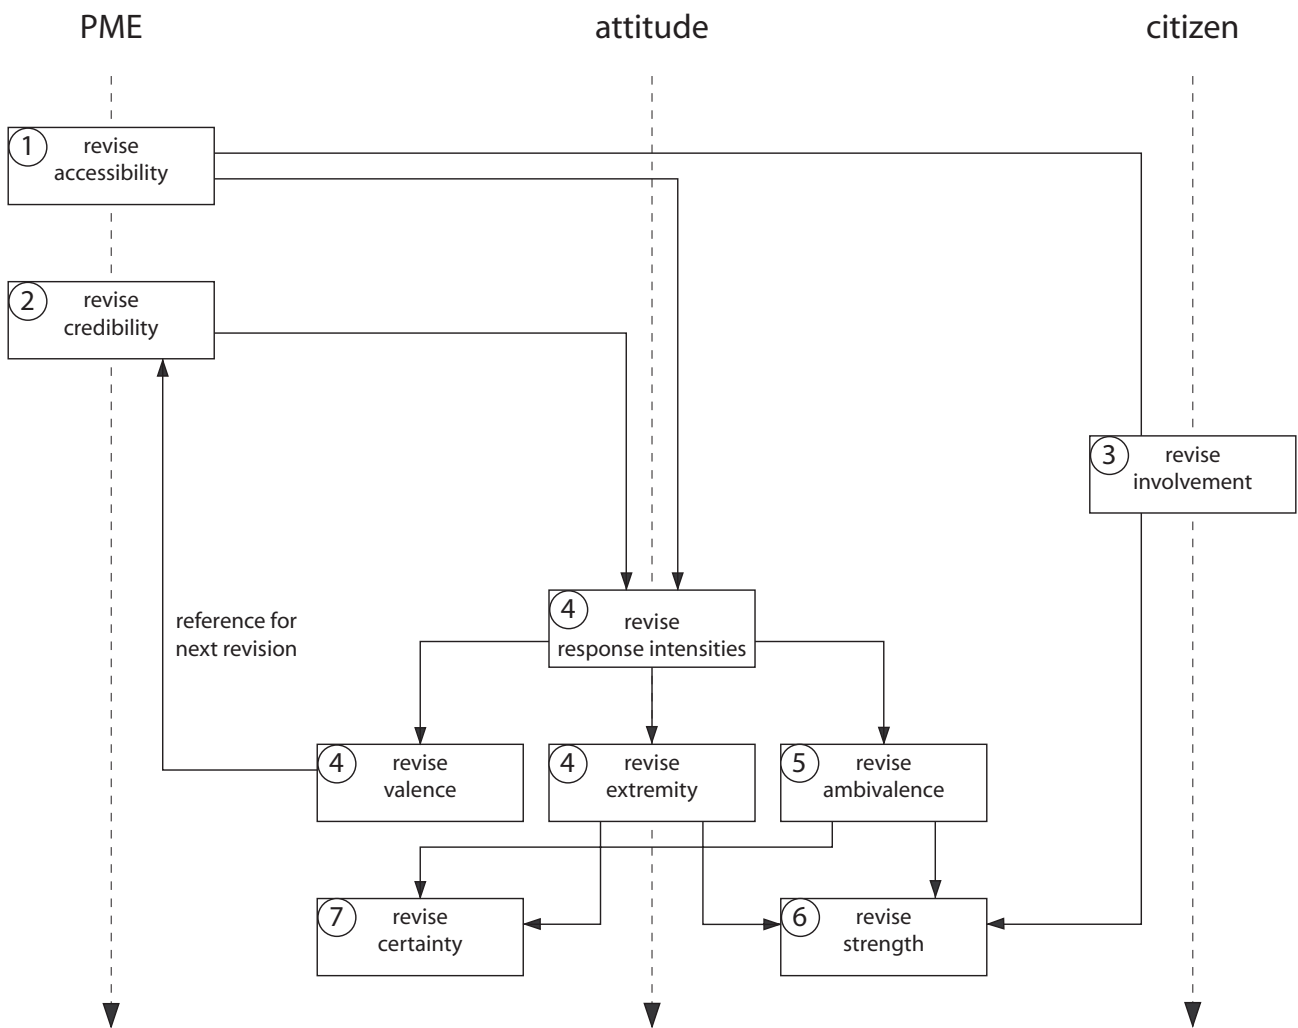 PME
attitude
citizen
1
revise
accessibility
2
revise
credibility
3
revise
involvement
reference for
next revision
4
revise
response intensities
4
revise
valence
4
revise
extremity
5
revise
ambivalence
7
revise
certainty
6
revise
strength